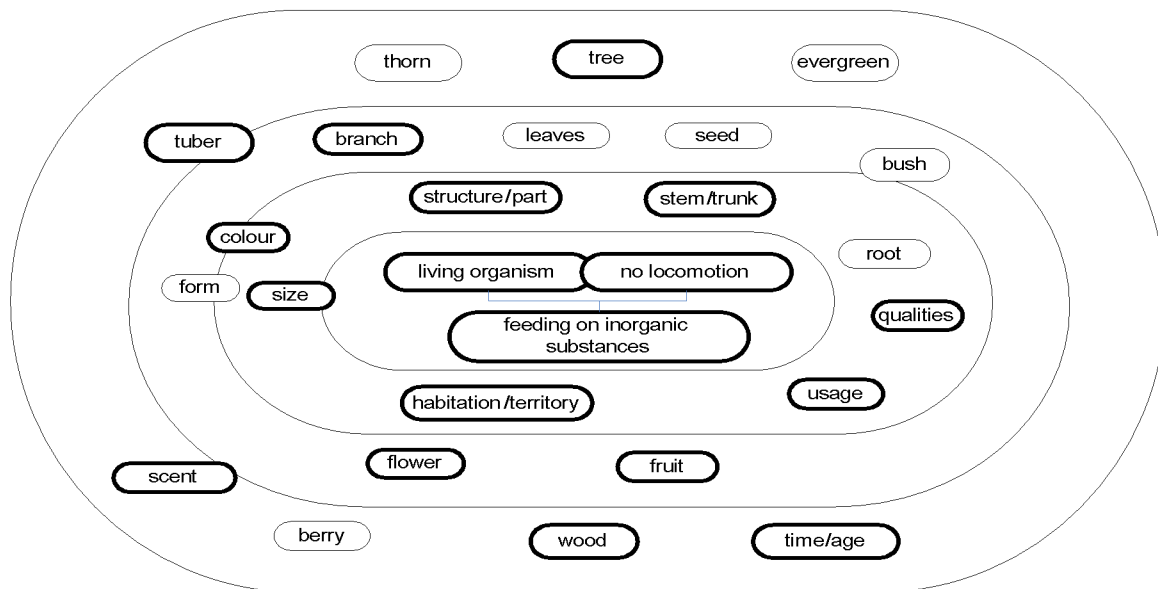 thorn
tree
evergreen
tuber
branch
leaves
seed
bush
structure/part
stem/trunk
colour
root
living organism
no locomotion
form
size
qualities
feeding on inorganic
substances
habitation/territory
usage
flower
fruit
scent
berry
wood
time/age